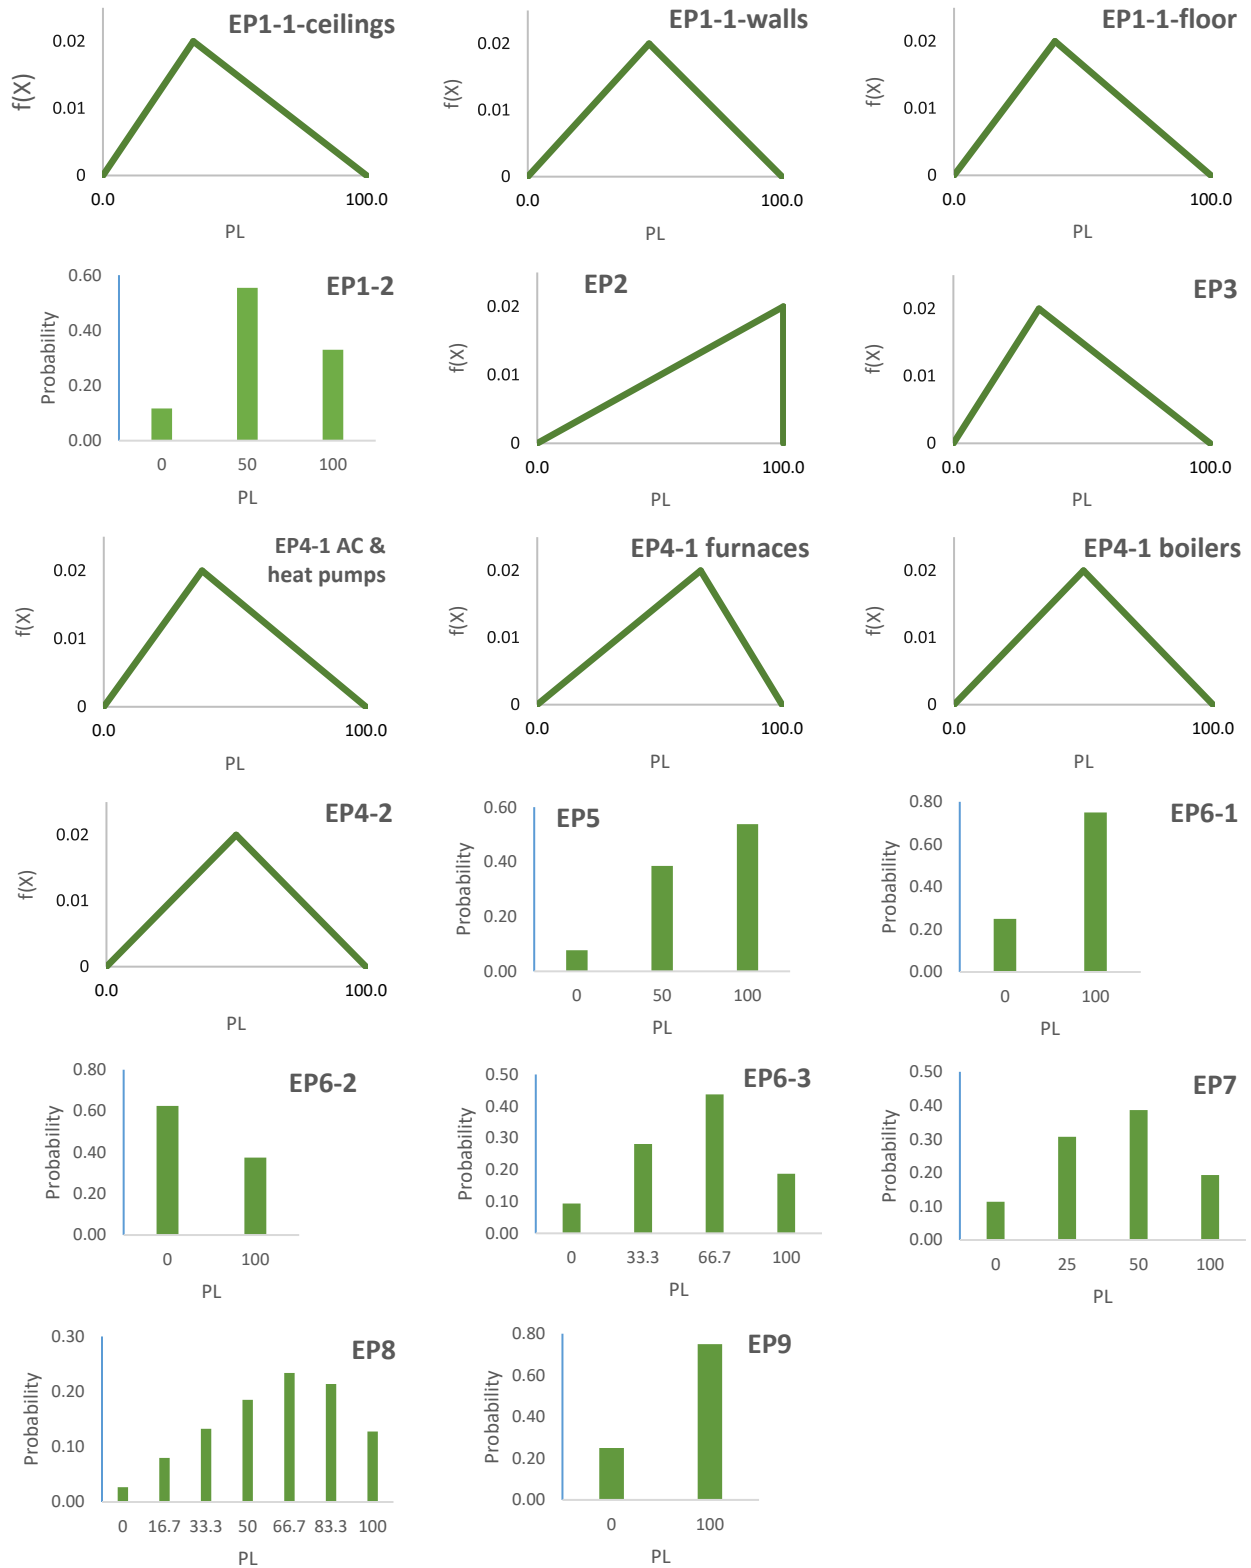 EP1-1-ceilings
0.02
0.01
0
f(X)
0.0
100.0
PL
EP1-1-walls
0.02
0.01
0
f(X)
0.0
100.0
PL
EP1-1-floor
0.02
0.01
0
f(X)
0.0
100.0
PL
EP1-2
0.60
0.40
0.20
0.00
Probability
0
50
100
PL
EP2
0.02
0.01
0
f(X)
0.0
100.0
PL
EP3
0.02
0.01
0
f(X)
0.0
100.0
PL
EP4-1 AC &
heat pumps
0.02
0.01
0
f(X)
0.0
100.0
PL
EP4-1 furnaces
0.02
0.01
0
f(X)
0.0
100.0
PL
EP4-1 boilers
0.02
0.01
0
f(X)
0.0
100.0
PL
EP4-2
0.02
0.01
0
f(X)
0.0
100.0
PL
EP5
0.60
0.40
0.20
0.00
Probability
0
50
100
PL
EP6-1
0.80
0.60
0.40
0.20
0.00
Probability
0
100
PL
EP6-2
0.80
0.60
0.40
0.20
0.00
Probability
0
100
PL
EP6-3
0.50
0.40
0.30
0.20
0.10
0.00
Probability
0
33.3
66.7
100
PL
EP7
0.50
0.40
0.30
0.20
0.10
0.00
Probability
0
25
50
100
PL
EP8
0.30
0.20
0.10
0.00
Probability
0
16.7
33.3
50
66.7
83.3
100
PL
EP9
0.80
0.60
0.40
0.20
0.00
Probability
0
100
PL